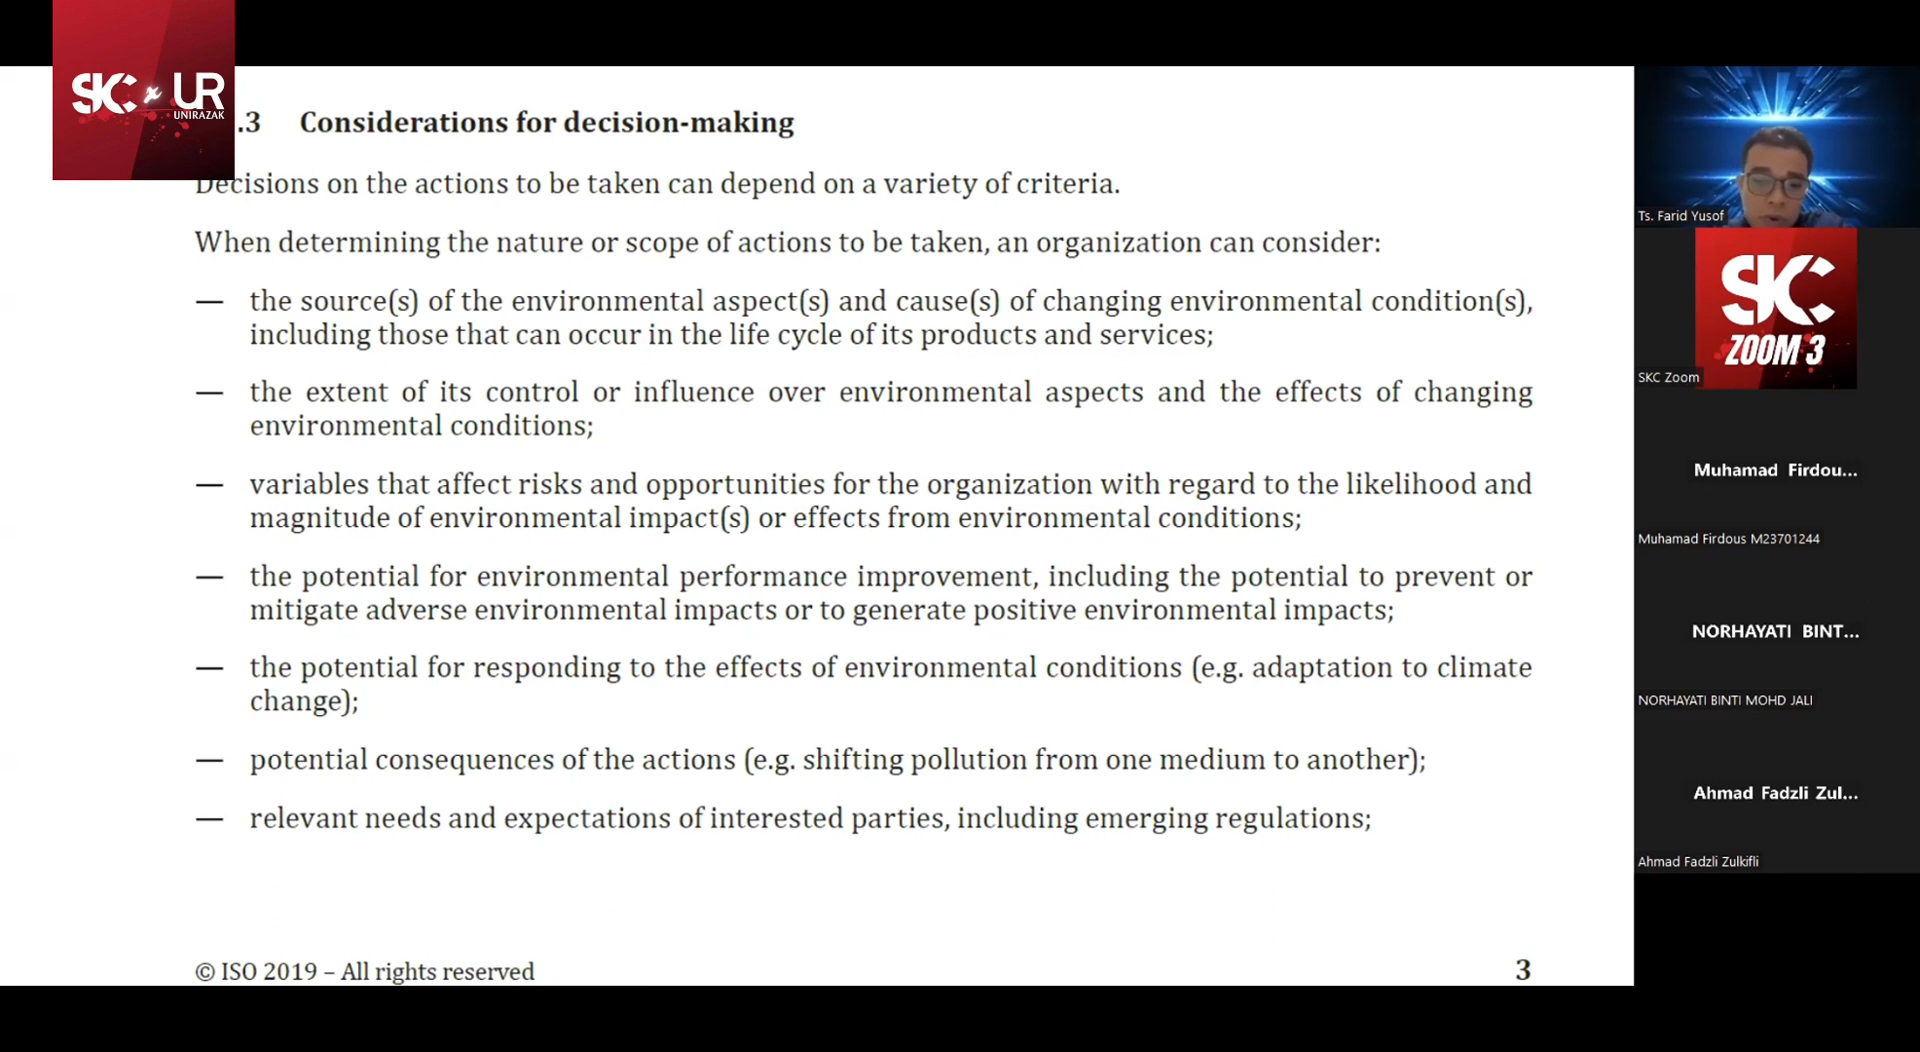 SKC x UR
UNIRAZAK
.3 Considerations for decision-making
Decisions on the actions to be taken can depend on a variety of criteria.
When determining the nature or scope of actions to be taken, an organization can consider:
— the source(s) of the environmental aspect(s) and cause(s) of changing environmental condition(s),
including those that can occur in the life cycle of its products and services;
— the extent of its control or influence over environmental aspects and the effects of changing
environmental conditions;
— variables that affect risks and opportunities for the organization with regard to the likelihood and
magnitude of environmental impact(s) or effects from environmental conditions;
— the potential for environmental performance improvement, including the potential to prevent or
mitigate adverse environmental impacts or to generate positive environmental impacts;
— the potential for responding to the effects of environmental conditions (e.g. adaptation to climate
change);
— potential consequences of the actions (e.g. shifting pollution from one medium to another);
— relevant needs and expectations of interested parties, including emerging regulations;
© ISO 2019 – All rights reserved
3
Ts. Farid Yusof
SKC
ZOOM 3
SKC Zoom
Muhamad Firdou...
Muhamad Firdous M23701244
NORHAYATI BINT...
NORHAYATI BINTI MOHD JALI
Ahmad Fadzli Zul...
Ahmad Fadzli Zulkifli